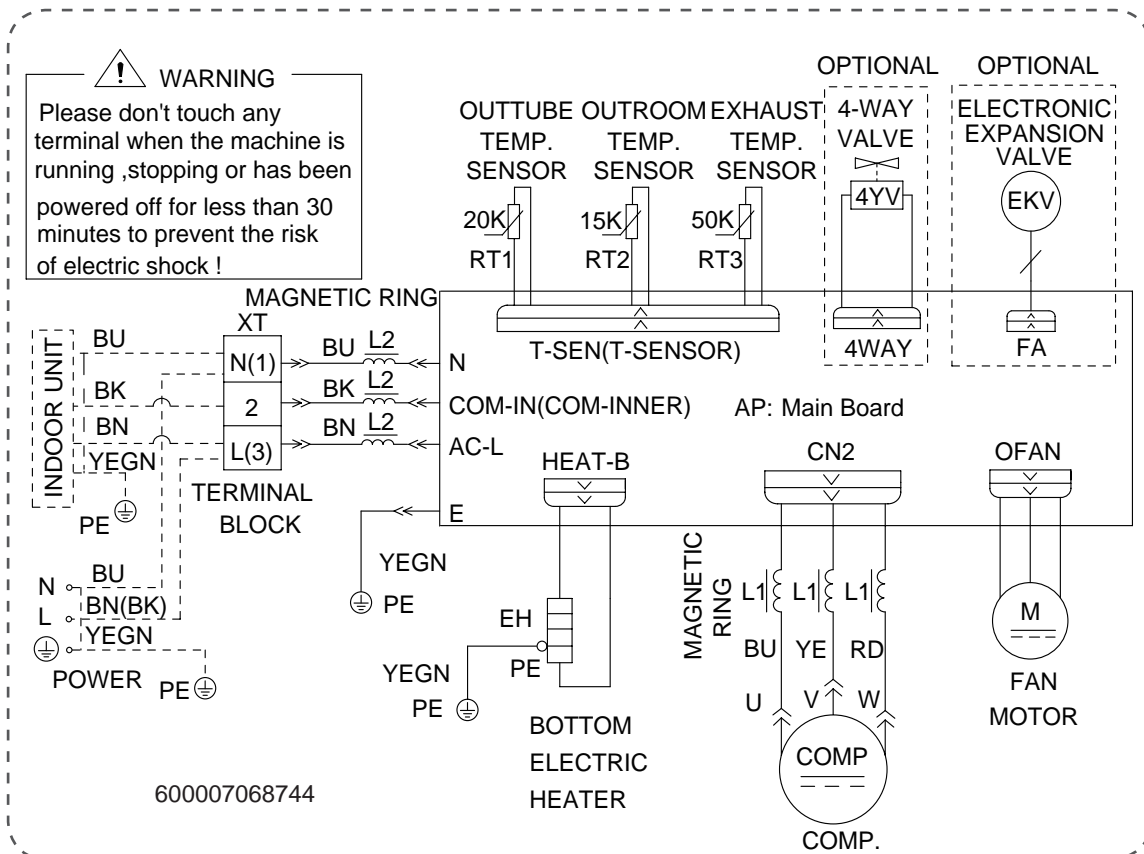 WARNING
Please don't touch any
terminal when the machine is
running ,stopping or has been
powered off for less than 30
minutes to prevent the risk
of electric shock !
OUTTUBE
TEMP.
SENSOR
20K
RT1
OUTROOM
TEMP.
SENSOR
15K
RT2
EXHAUST
TEMP.
SENSOR
50K
RT3
OPTIONAL
4-WAY
VALVE
4YV
4WAY
OPTIONAL
ELECTRONIC
EXPANSION
VALVE
EKV
FA
T-SEN(T-SENSOR)
MAGNETIC RING
XT
N(1)
2
L(3)
TERMINAL
BLOCK
INDOOR UNIT
BU
BK
BN
YEGN
PE
BU
L2
N
BK
L2
COM-IN(COM-INNER)
BN
L2
AC-L
E
YEGN
PE
AP: Main Board
N
BU
L
BN(BK)
YEGN
PE
POWER
HEAT-B
EH
PE
YEGN
PE
BOTTOM
ELECTRIC
HEATER
CN2
MAGNETIC
RING
L1
L1
L1
BU
YE
RD
U
V
W
COMP
COMP.
OFAN
M
FAN
MOTOR
600007068744